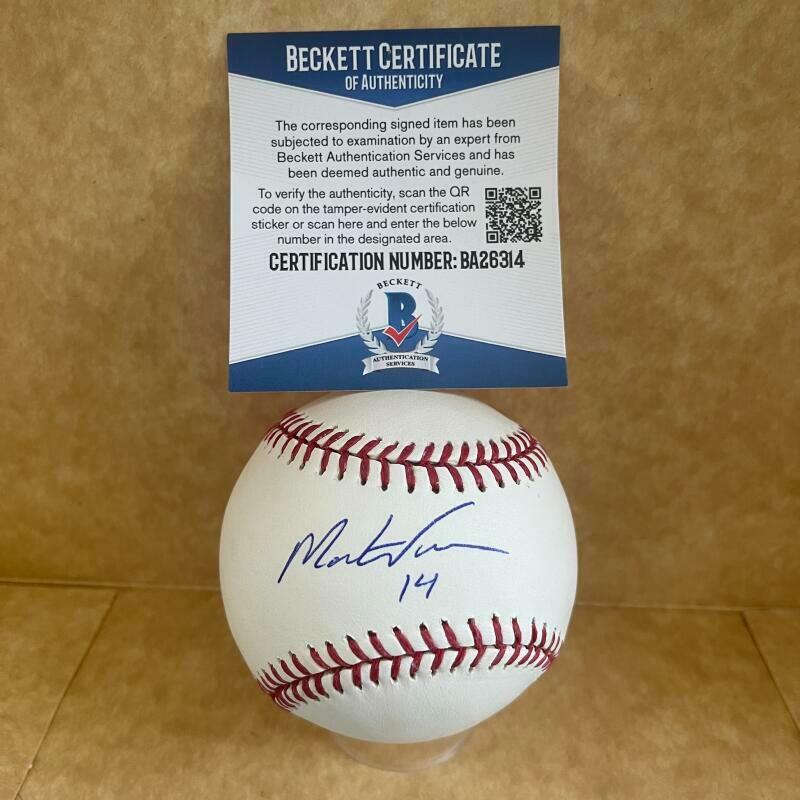 BECKETT CERTIFICATE
OF AUTHENTICITY
The corresponding signed item has been
subjected to examination by an expert from
Beckett Authentication Services and has
been deemed authentic and genuine.
To verify the authenticity, scan the QR
code on the tamper-evident certification
sticker or scan here and enter the below
number in the designated area.
CERTIFICATION NUMBER: BA26314
BECKETT
B
AUTHENTICATION
SERVICES
14